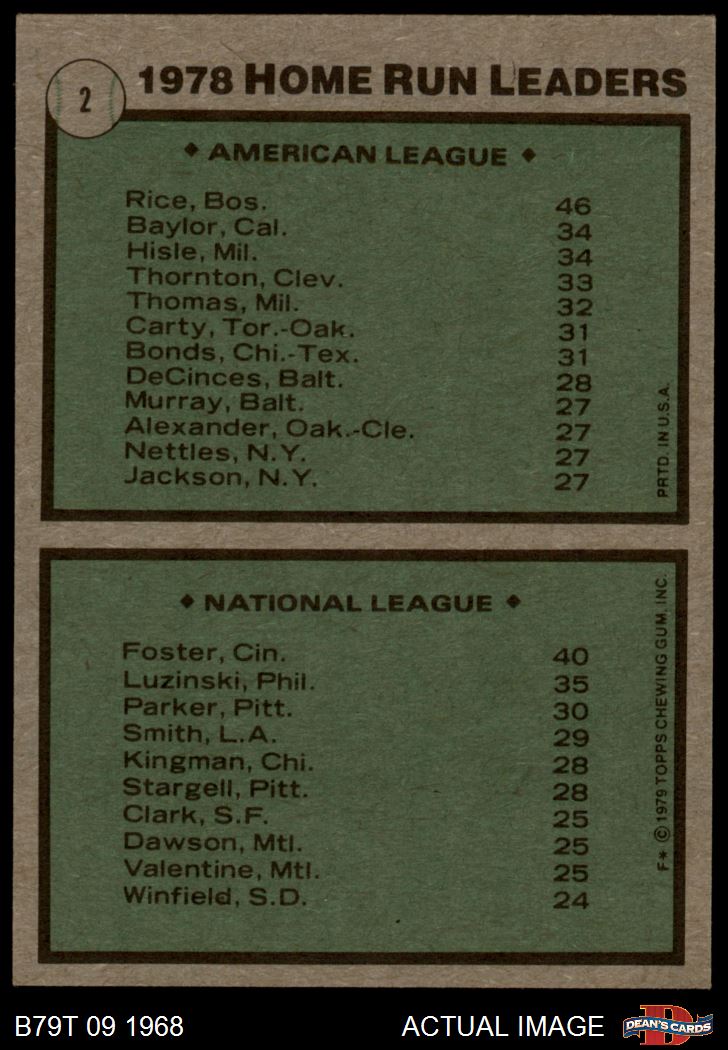 2
1978 HOME RUN LEADERS
◆ AMERICAN LEAGUE ◆
Rice, Bos. 46
Baylor, Cal. 34
Hisle, Mil. 34
Thornton, Clev. 33
Thomas, Mil. 32
Carty, Tor.-Oak. 31
Bonds, Chi.-Tex. 31
DeCinces, Balt. 28
Murray, Balt. 27
Alexander, Oak.-Cle. 27
Nettles, N.Y. 27
Jackson, N.Y. 27
PRTD. IN U.S.A.
◆ NATIONAL LEAGUE ◆
Foster, Cin. 40
Luzinski, Phil. 35
Parker, Pitt. 30
Smith, L.A. 29
Kingman, Chi. 28
Stargell, Pitt. 28
Clark, S.F. 25
Dawson, Mtl. 25
Valentine, Mtl. 25
Winfield, S.D. 24
F* © 1979 TOPPS CHEWING GUM, INC.
B79T 09 1968 ACTUAL IMAGE
D
DEAN'S CARDS